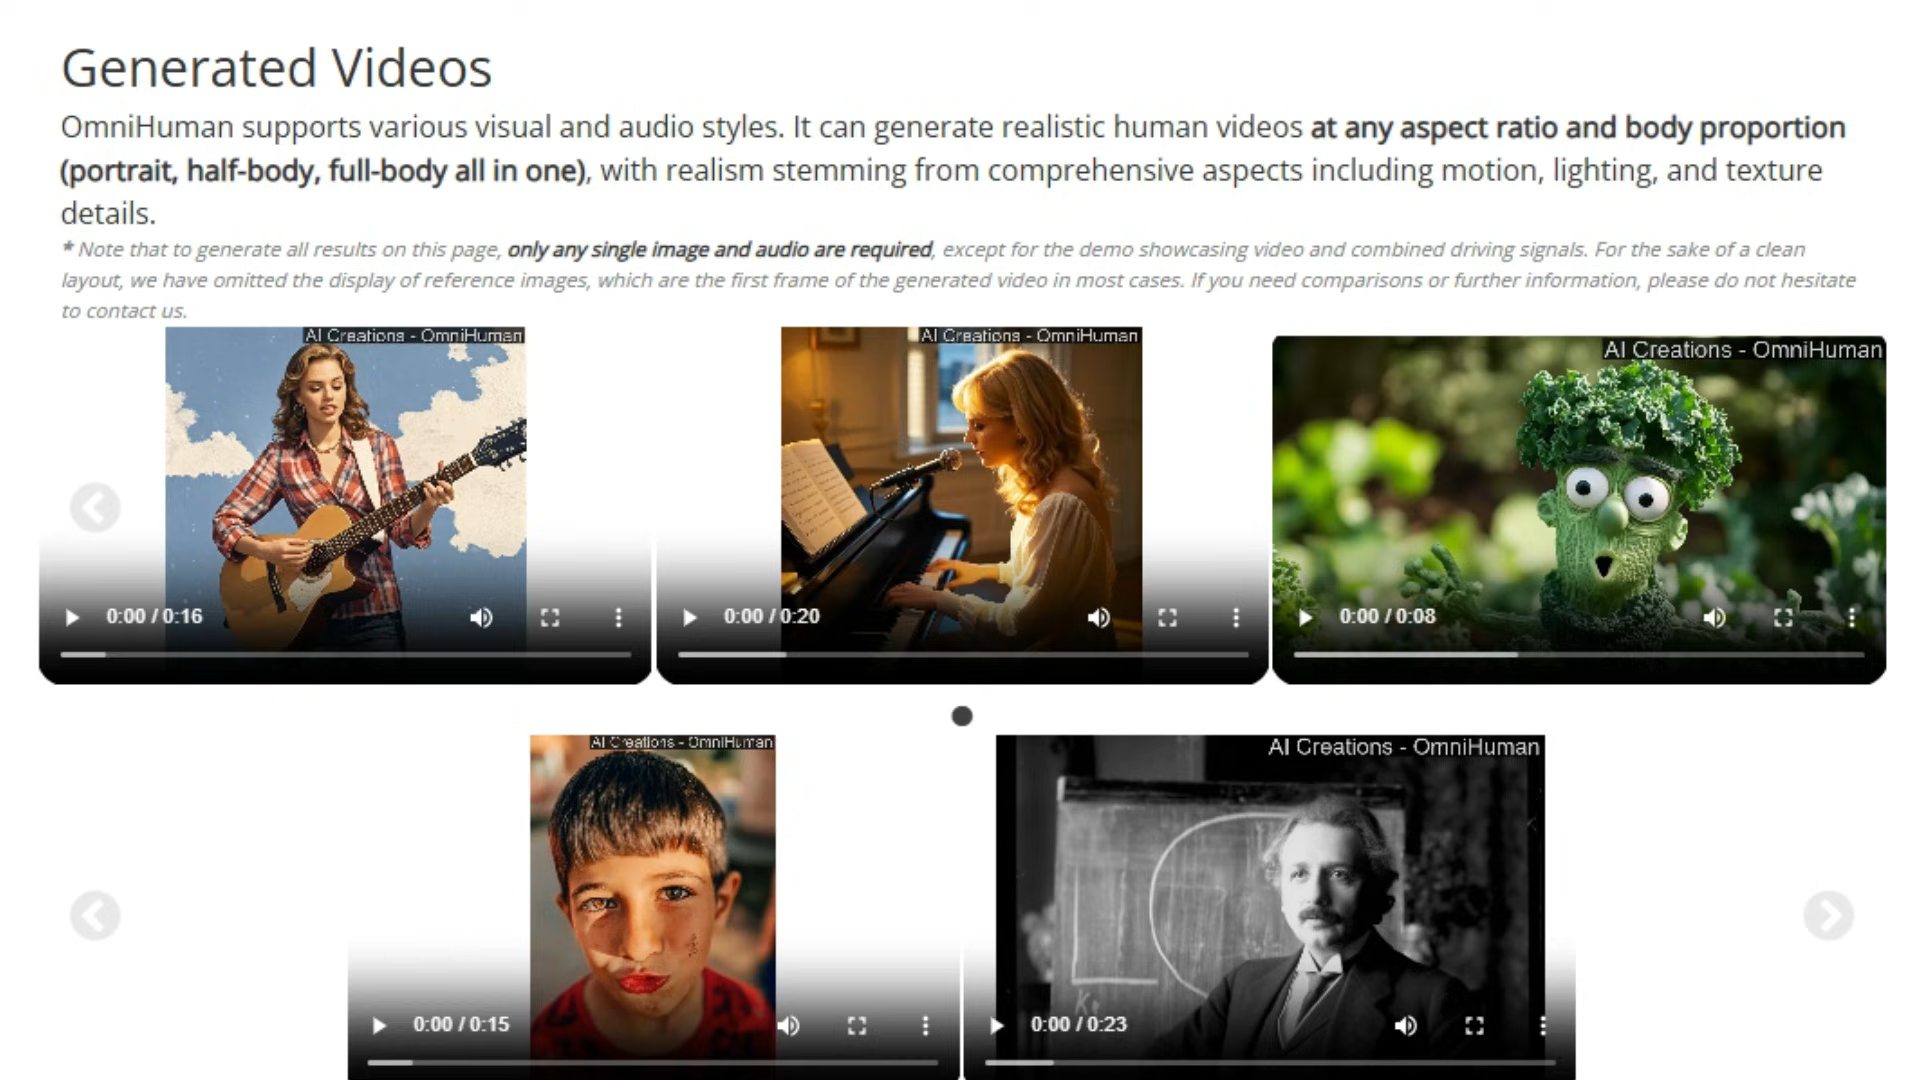 Generated Videos
OmniHuman supports various visual and audio styles. It can generate realistic human videos at any aspect ratio and body proportion
(portrait, half-body, full-body all in one), with realism stemming from comprehensive aspects including motion, lighting, and texture
details.
* Note that to generate all results on this page, only any single image and audio are required, except for the demo showcasing video and combined driving signals. For the sake of a clean
layout, we have omitted the display of reference images, which are the first frame of the generated video in most cases. If you need comparisons or further information, please do not hesitate
to contact us.
AI Creations - OmniHuman
AI Creations - OmniHuman
AI Creations - OmniHuman
0:00 / 0:16
0:00 / 0:20
0:00 / 0:08
AI Creations - OmniHuman
AI Creations - OmniHuman
0:00 / 0:15
0:00 / 0:23